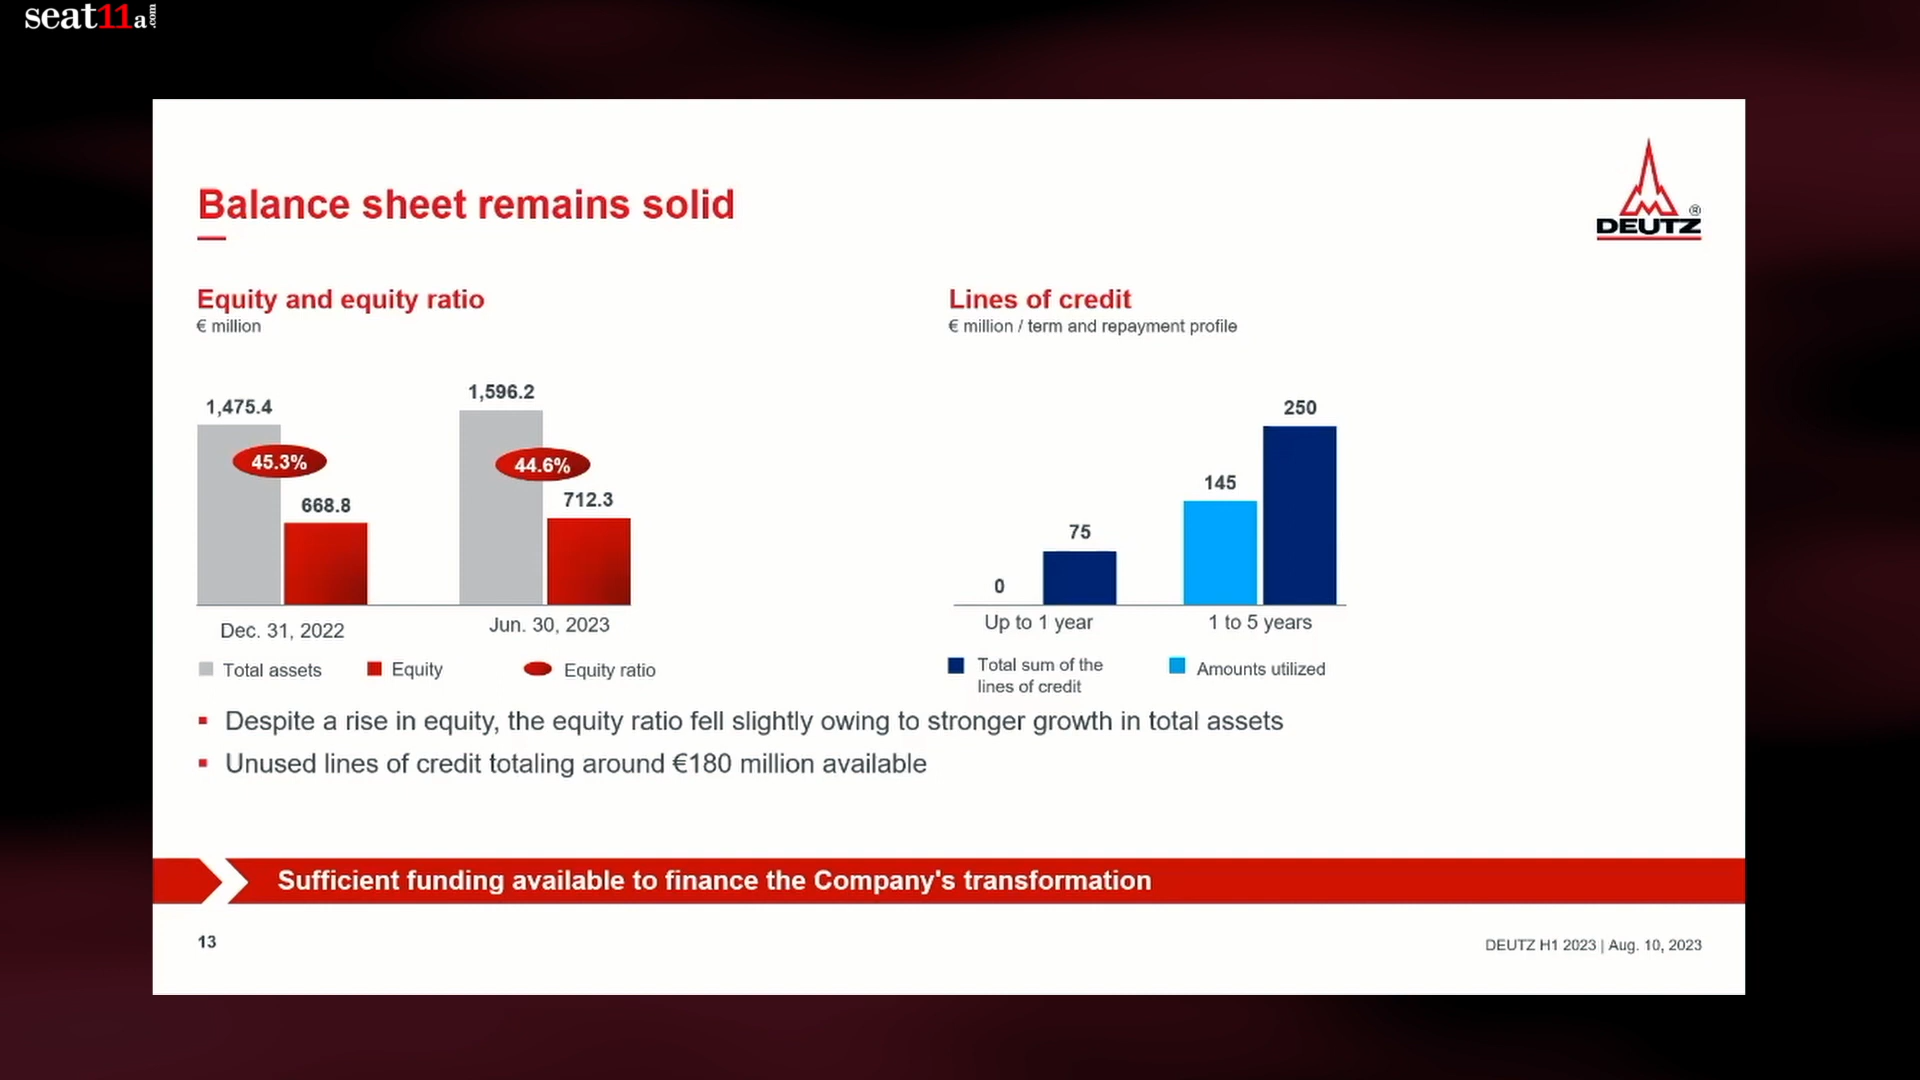 seat11a.com
Balance sheet remains solid
DEUTZ®
Equity and equity ratio
€ million
1,475.4
45.3%
668.8
1,596.2
44.6%
712.3
Dec. 31, 2022
Jun. 30, 2023
Total assets
Equity
Equity ratio
Lines of credit
€ million / term and repayment profile
0
75
145
250
Up to 1 year
1 to 5 years
Total sum of the
lines of credit
Amounts utilized
Despite a rise in equity, the equity ratio fell slightly owing to stronger growth in total assets
Unused lines of credit totaling around €180 million available
Sufficient funding available to finance the Company's transformation
13
DEUTZ H1 2023 | Aug. 10, 2023